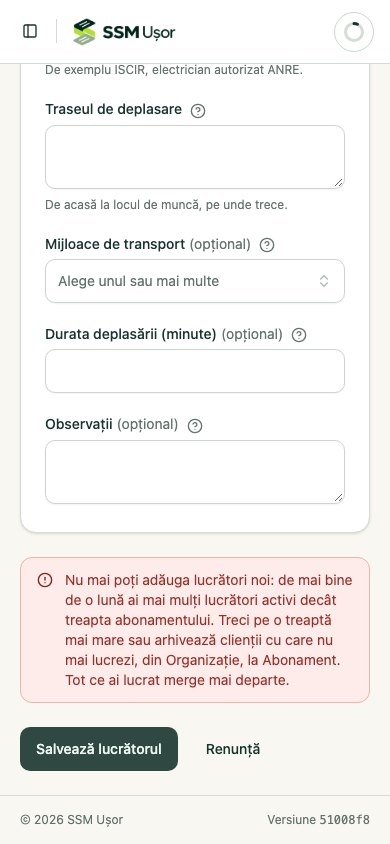 SSM Ușor
De exemplu ISCIR, electrician autorizat ANRE.
Traseul de deplasare
De acasă la locul de muncă, pe unde trece.
Mijloace de transport (opțional)
Alege unul sau mai multe
Durata deplasării (minute) (opțional)
Observații (opțional)
Nu mai poți adăuga lucrători noi: de mai bine
de o lună ai mai mulți lucrători activi decât
treapta abonamentului. Treci pe o treaptă
mai mare sau arhivează clienții cu care nu
mai lucrezi, din Organizație, la Abonament.
Tot ce ai lucrat merge mai departe.
Salvează lucrătorul
Renunță
© 2026 SSM Ușor
Versiune 51008f8